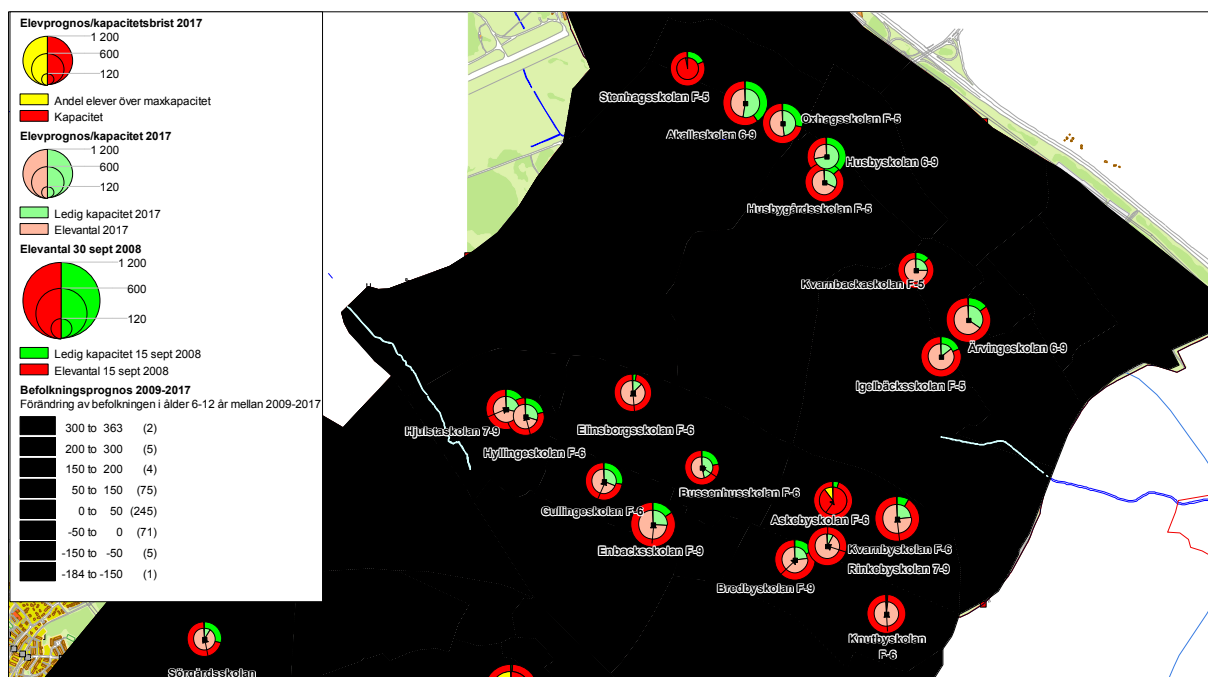 Elevprognos/kapacitetsbrist 2017
1 200
600
120
Andel elever över maxkapacitet
Kapacitet
Elevprognos/kapacitet 2017
1 200
600
120
Ledig kapacitet 2017
Elevantal 2017
Elevantal 30 sept 2008
1 200
600
120
Ledig kapacitet 15 sept 2008
Elevantal 15 sept 2008
Befolkningsprognos 2009-2017
Förändring av befolkningen i ålder 6-12 år mellan 2009-2017
300 to 363 (2)
200 to 300 (5)
150 to 200 (4)
50 to 150 (75)
0 to 50 (245)
-50 to 0 (71)
-150 to -50 (5)
-184 to -150 (1)
Stenhagsskolan F-5
Akallaskolan 6-9
Oxhagsskolan F-5
Husbyskolan 6-9
Husbygårdsskolan F-5
Kvarnbackaskolan F-5
Ärvingeskolan 6-9
Igelbäcksskolan F-5
Elinsborgsskolan F-6
Hjulstaskolan 7-9
Hyllingeskolan F-6
Bussenhusskolan F-6
Gullingeskolan F-6
Askebyskolan F-6
Enbacksskolan F-9
Kvarnbyskolan F-6
Rinkebyskolan 7-9
Bredbyskolan F-9
Knutbyskolan
F-6
Sörgårdsskolan